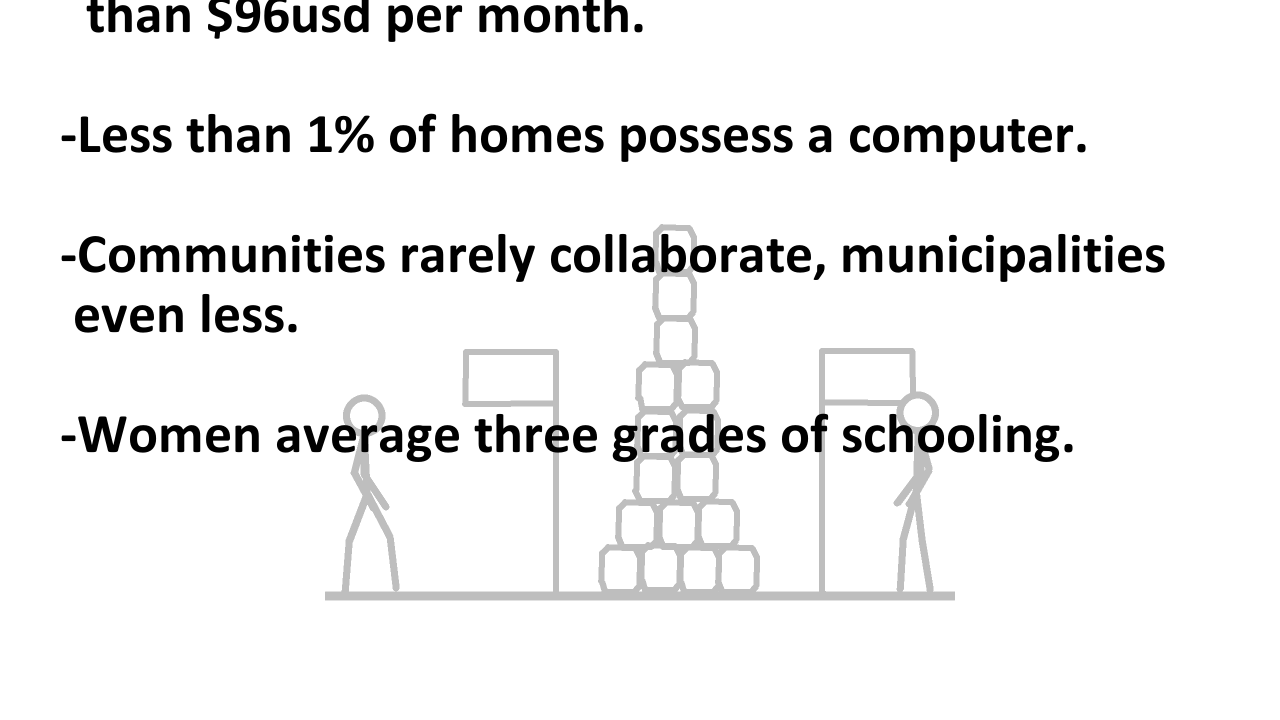 than $96usd per month.
-Less than 1% of homes possess a computer.
-Communities rarely collaborate, municipalities
even less.
-Women average three grades of schooling.